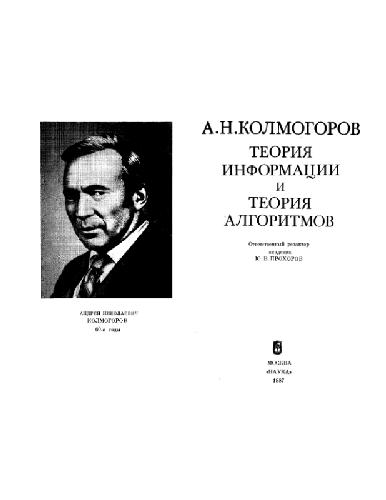 АНДРЕЙ НИКОЛАЕВИЧ
КОЛМОГОРОВ
60-е годы
А.Н.КОЛМОГОРОВ
ТЕОРИЯ
ИНФОРМАЦИИ
И
ТЕОРИЯ
АЛГОРИТМОВ
Ответственный редактор
академик
Ю. В. ПРОХОРОВ
МОСКВА
«НАУКА»
1987